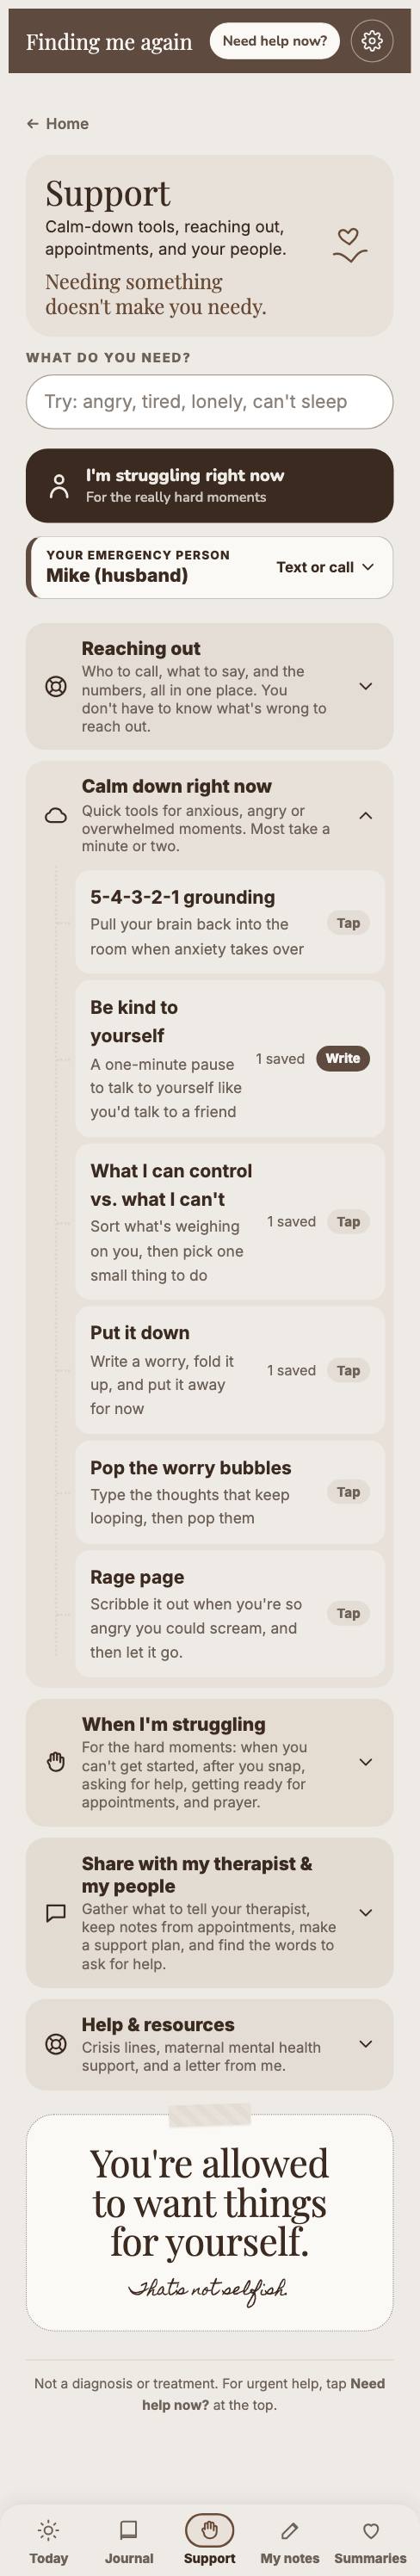 Finding me again
Need help now?
← Home
Support
Calm-down tools, reaching out,
appointments, and your people.
Needing something
doesn't make you needy.
WHAT DO YOU NEED?
Try: angry, tired, lonely, can't sleep
I'm struggling right now
For the really hard moments
YOUR EMERGENCY PERSON
Mike (husband)
Text or call
Reaching out
Who to call, what to say, and the
numbers, all in one place. You
don't have to know what's wrong to
reach out.
Calm down right now
Quick tools for anxious, angry or
overwhelmed moments. Most take a
minute or two.
5-4-3-2-1 grounding
Pull your brain back into the
room when anxiety takes over
Tap
Be kind to
yourself
A one-minute pause
to talk to yourself like
you'd talk to a friend
1 saved
Write
What I can control
vs. what I can't
Sort what's weighing
on you, then pick one
small thing to do
1 saved
Tap
Put it down
Write a worry, fold it
up, and put it away
for now
1 saved
Tap
Pop the worry bubbles
Type the thoughts that keep
looping, then pop them
Tap
Rage page
Scribble it out when you're so
angry you could scream, and
then let it go.
Tap
When I'm struggling
For the hard moments: when you
can't get started, after you snap,
asking for help, getting ready for
appointments, and prayer.
Share with my therapist &
my people
Gather what to tell your therapist,
keep notes from appointments, make
a support plan, and find the words to
ask for help.
Help & resources
Crisis lines, maternal mental health
support, and a letter from me.
You're allowed
to want things
for yourself.
That's not selfish.
Not a diagnosis or treatment. For urgent help, tap Need
help now? at the top.
Today
Journal
Support
My notes
Summaries